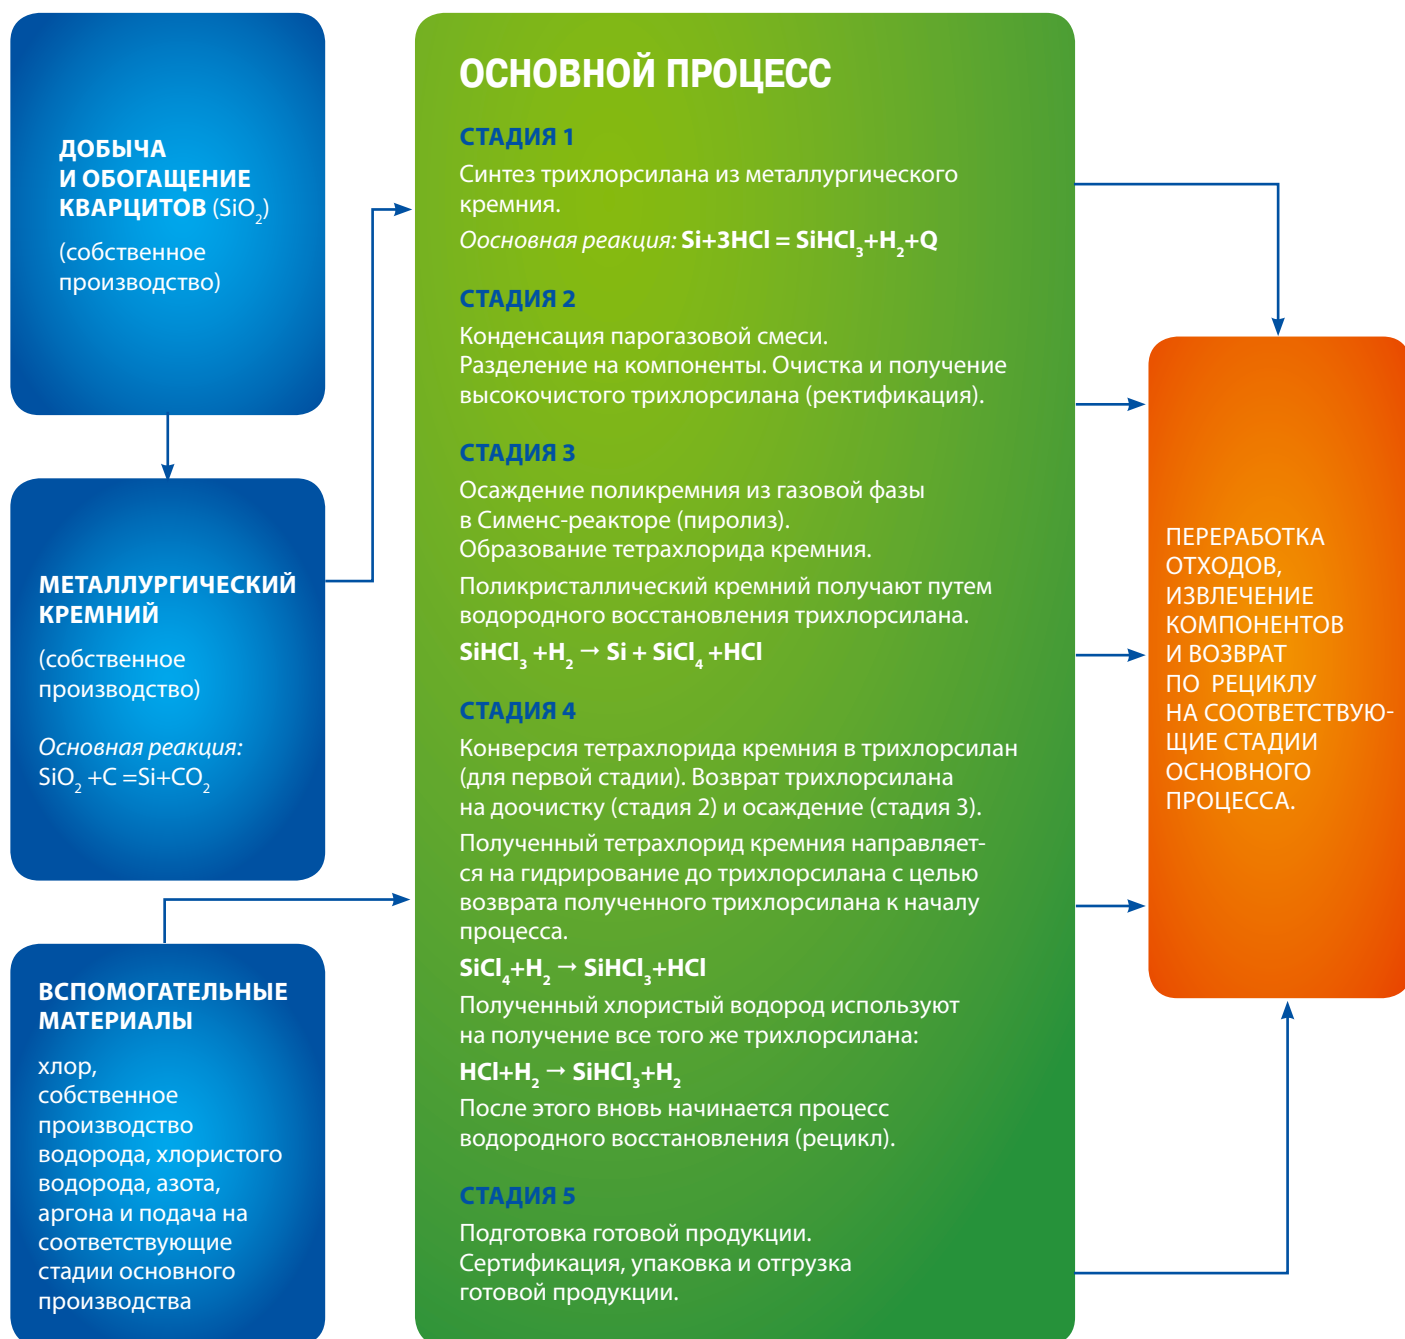 ДОБЫЧА
И ОБОГАЩЕНИЕ
КВАРЦИТОВ (SiO₂)
(собственное
производство)
МЕТАЛЛУРГИЧЕСКИЙ
КРЕМНИЙ
(собственное
производство)
Основная реакция:
SiO₂ +C =Si+CO₂
ВСПОМОГАТЕЛЬНЫЕ
МАТЕРИАЛЫ
хлор,
собственное
производство
водорода, хлористого
водорода, азота,
аргона и подача на
соответствующие
стадии основного
производства
ОСНОВНОЙ ПРОЦЕСС
СТАДИЯ 1
Синтез трихлорсилана из металлургического
кремния.
Оосновная реакция: Si+3HCl = SiHCl₃+H₂+Q
СТАДИЯ 2
Конденсация парогазовой смеси.
Разделение на компоненты. Очистка и получение
высокочистого трихлорсилана (ректификация).
СТАДИЯ 3
Осаждение поликремния из газовой фазы
в Сименс-реакторе (пиролиз).
Образование тетрахлорида кремния.
Поликристаллический кремний получают путем
водородного восстановления трихлорсилана.
SiHCl₃ +H₂ → Si + SiCl₄ +HCl
СТАДИЯ 4
Конверсия тетрахлорида кремния в трихлорсилан
(для первой стадии). Возврат трихлорсилана
на доочистку (стадия 2) и осаждение (стадия 3).
Полученный тетрахлорид кремния направляет-
ся на гидрирование до трихлорсилана с целью
возврата полученного трихлорсилана к началу
процесса.
SiCl₄+H₂ → SiHCl₃+HCl
Полученный хлористый водород используют
на получение все того же трихлорсилана:
HCl+H₂ → SiHCl₃+H₂
После этого вновь начинается процесс
водородного восстановления (рецикл).
СТАДИЯ 5
Подготовка готовой продукции.
Сертификация, упаковка и отгрузка
готовой продукции.
ПЕРЕРАБОТКА
ОТХОДОВ,
ИЗВЛЕЧЕНИЕ
КОМПОНЕНТОВ
И ВОЗВРАТ
ПО РЕЦИКЛУ
НА СООТВЕТСТВУЮ-
ЩИЕ СТАДИИ
ОСНОВНОГО
ПРОЦЕССА.